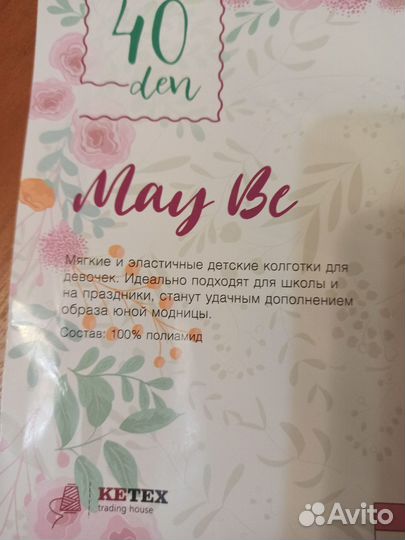 40
den
May Be
Мягкие и эластичные детские колготки для
девочек. Идеально подходят для школы и
на праздники, станут удачным дополнением
образа юной модницы.
Состав: 100% полиамид
KETEX
trading house
Avito